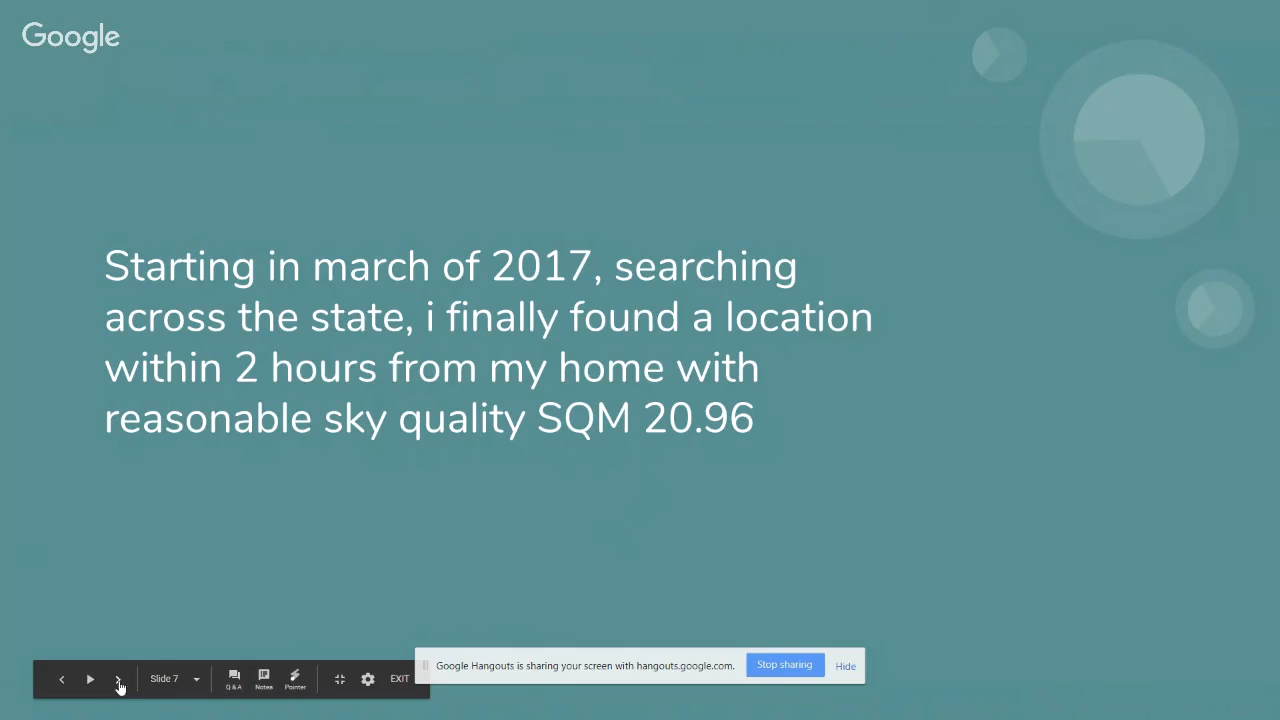 Google
Starting in march of 2017, searching
across the state, i finally found a location
within 2 hours from my home with
reasonable sky quality SQM 20.96
Slide 7
Q & A
Notes
Pointer
EXIT
Google Hangouts is sharing your screen with hangouts.google.com.
Stop sharing
Hide